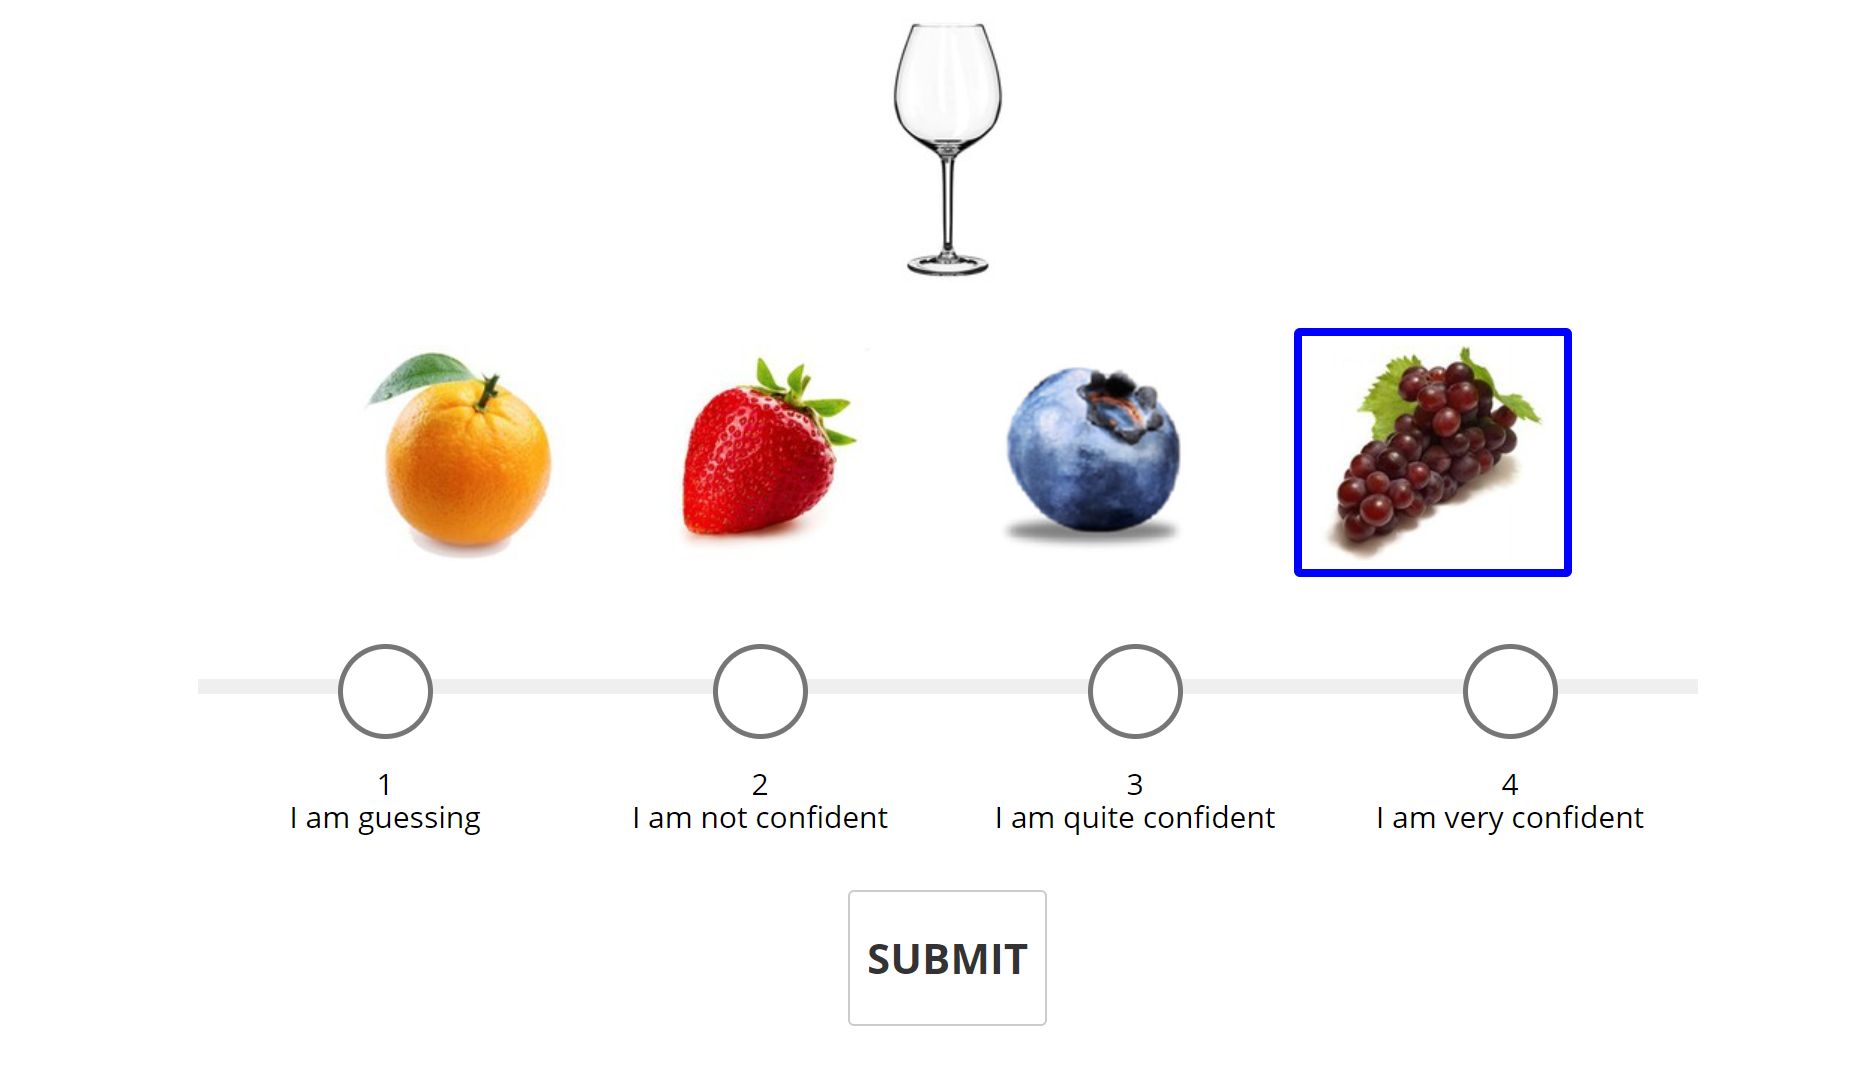 1
I am guessing
2
I am not confident
3
I am quite confident
4
I am very confident
SUBMIT